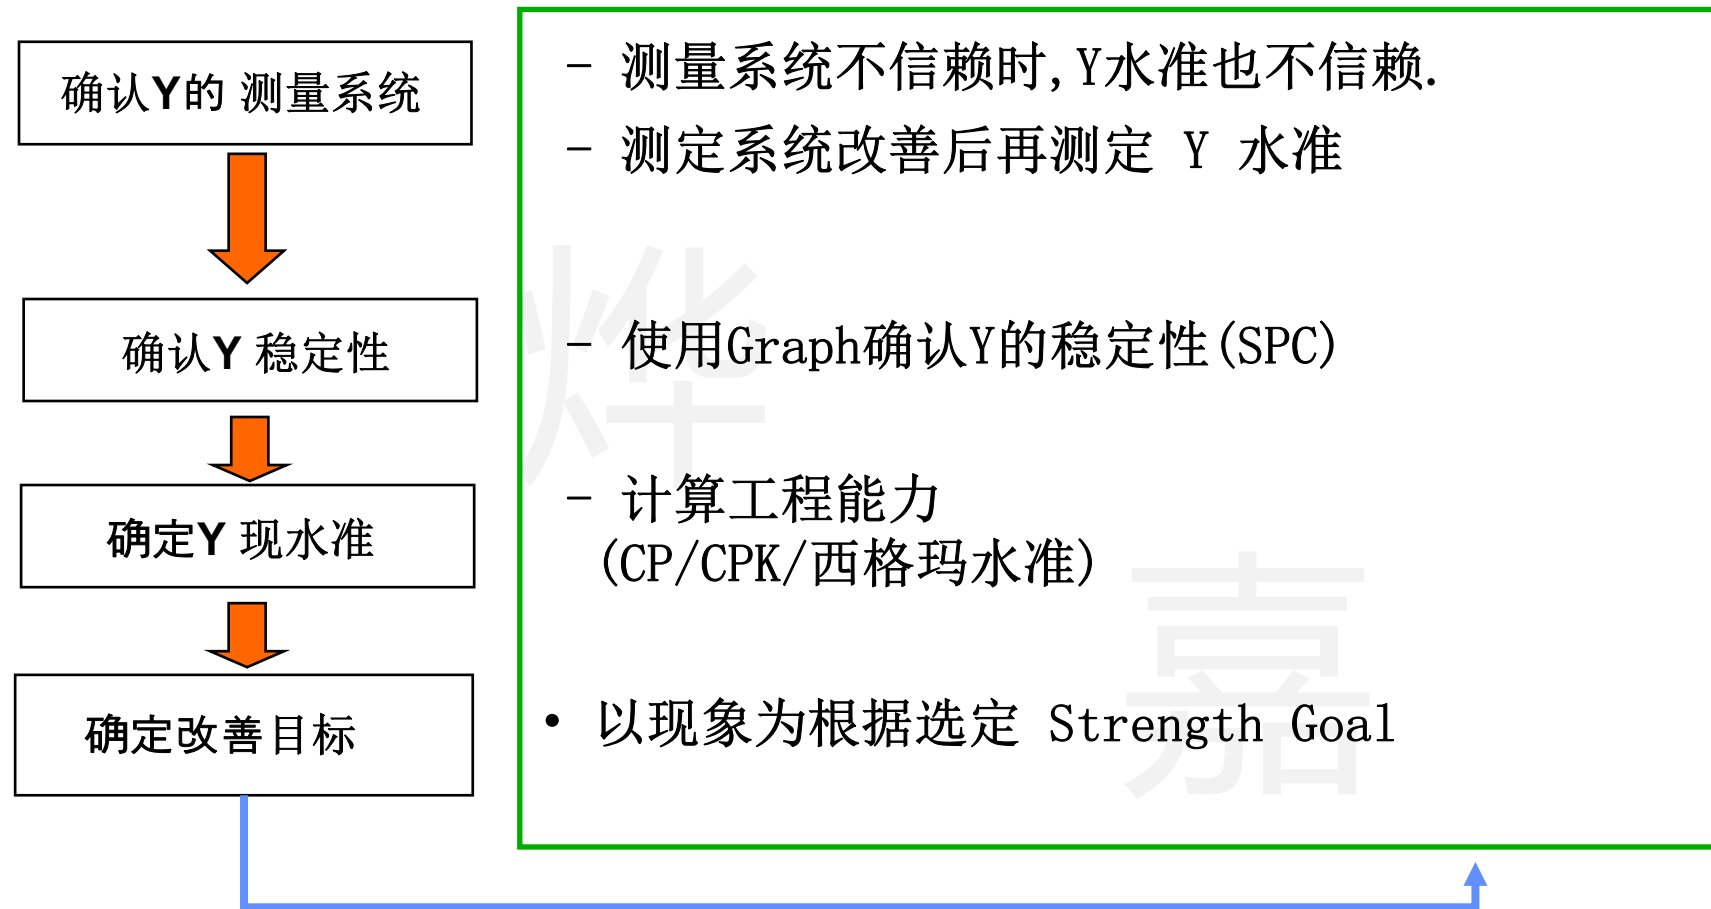 确认Y的 测量系统
确认Y 稳定性
确定Y 现水准
确定改善目标
- 测量系统不信赖时,Y水准也不信赖.
- 测定系统改善后再测定 Y 水准
- 使用Graph确认Y的稳定性(SPC)
- 计算工程能力
(CP/CPK/西格玛水准)
• 以现象为根据选定 Strength Goal
烨
嘉